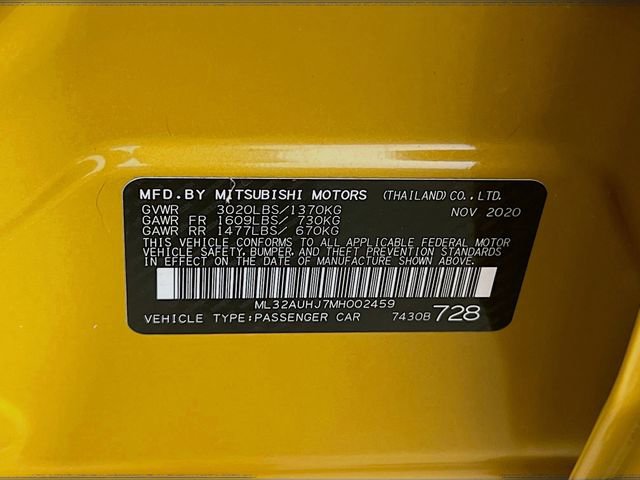 MFD.BY MITSUBISHI MOTORS (THAILAND)CO.,LTD.
GVWR 3020LBS/1370KG NOV 2020
GAWR FR 1609LBS/ 730KG
GAWR RR 1477LBS/ 670KG
THIS VEHICLE CONFORMS TO ALL APPLICABLE FEDERAL MOTOR
VEHICLE SAFETY, BUMPER, AND THEFT PREVENTION STANDARDS
IN EFFECT ON THE DATE OF MANUFACTURE SHOWN ABOVE.
ML32AUHJ7MH002459
VEHICLE TYPE:PASSENGER CAR 7430B 728